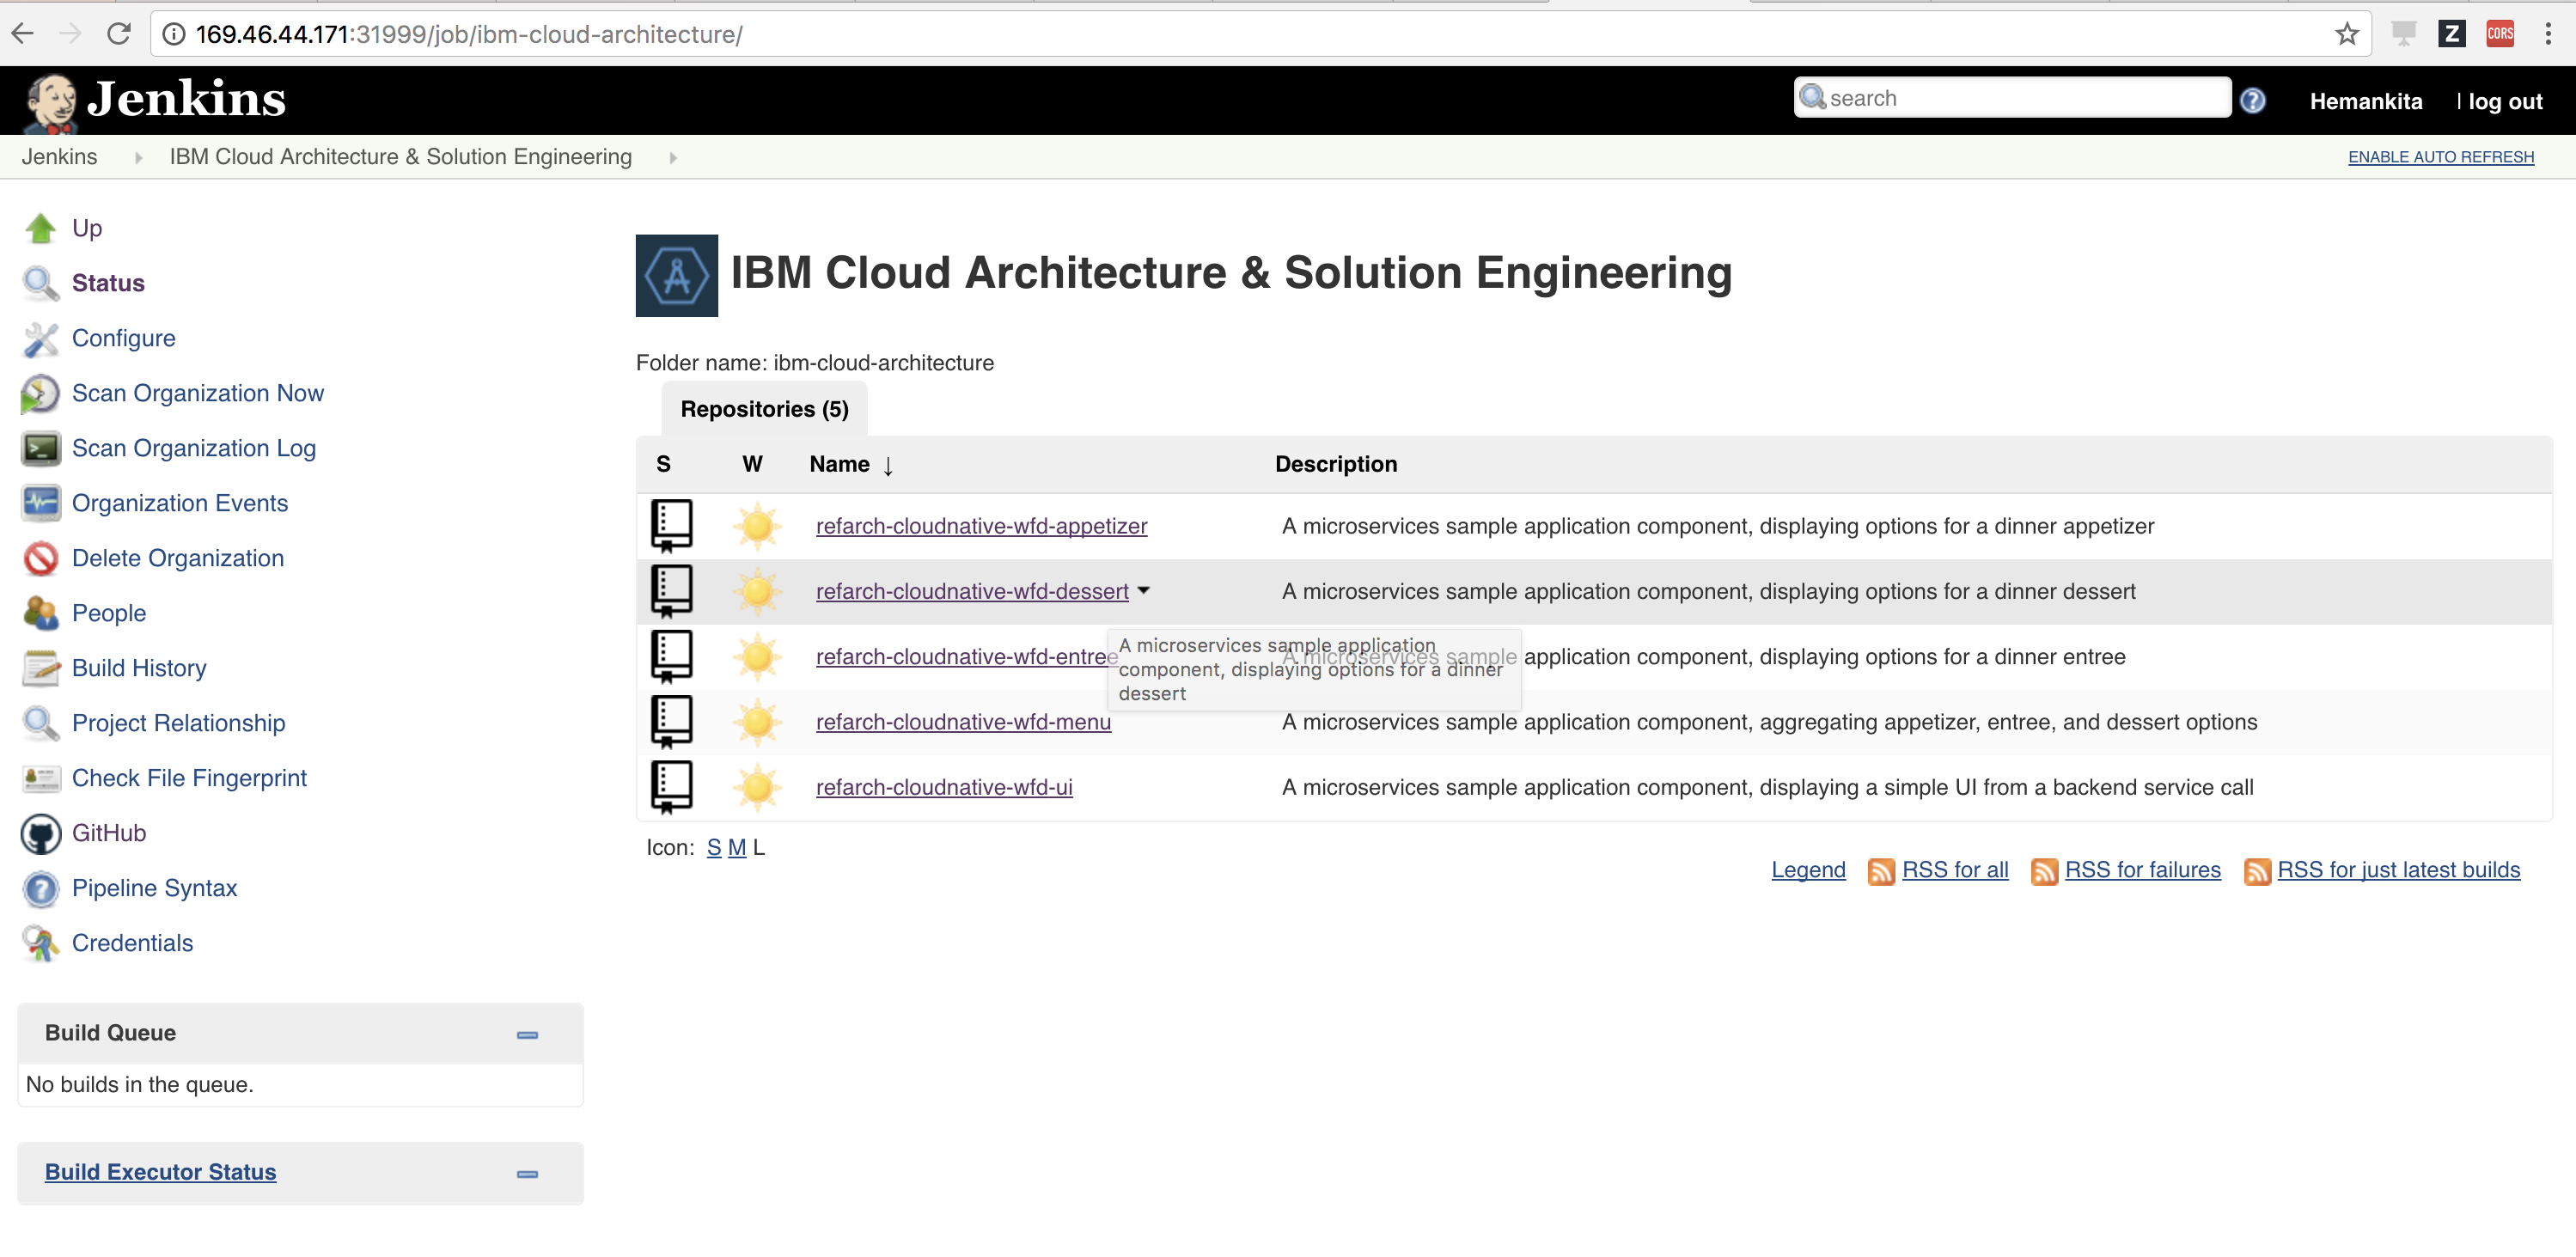 169.46.44.171:31999/job/ibm-cloud-architecture/
Z
CORS
Jenkins
search
Hemankita
| log out
Jenkins
IBM Cloud Architecture & Solution Engineering
ENABLE AUTO REFRESH
Up
Status
Configure
Scan Organization Now
Scan Organization Log
Organization Events
Delete Organization
People
Build History
Project Relationship
Check File Fingerprint
GitHub
Pipeline Syntax
Credentials
Build Queue
No builds in the queue.
Build Executor Status
IBM Cloud Architecture & Solution Engineering
Folder name: ibm-cloud-architecture
Repositories (5)
S W Name ↓ Description
refarch-cloudnative-wfd-appetizer A microservices sample application component, displaying options for a dinner appetizer
refarch-cloudnative-wfd-dessert A microservices sample application component, displaying options for a dinner dessert
refarch-cloudnative-wfd-entree A microservices sample application component, displaying options for a dinner entree
A microservices sample application
component, displaying options for a dinner
dessert
refarch-cloudnative-wfd-menu A microservices sample application component, aggregating appetizer, entree, and dessert options
refarch-cloudnative-wfd-ui A microservices sample application component, displaying a simple UI from a backend service call
Icon: S M L
Legend RSS for all RSS for failures RSS for just latest builds